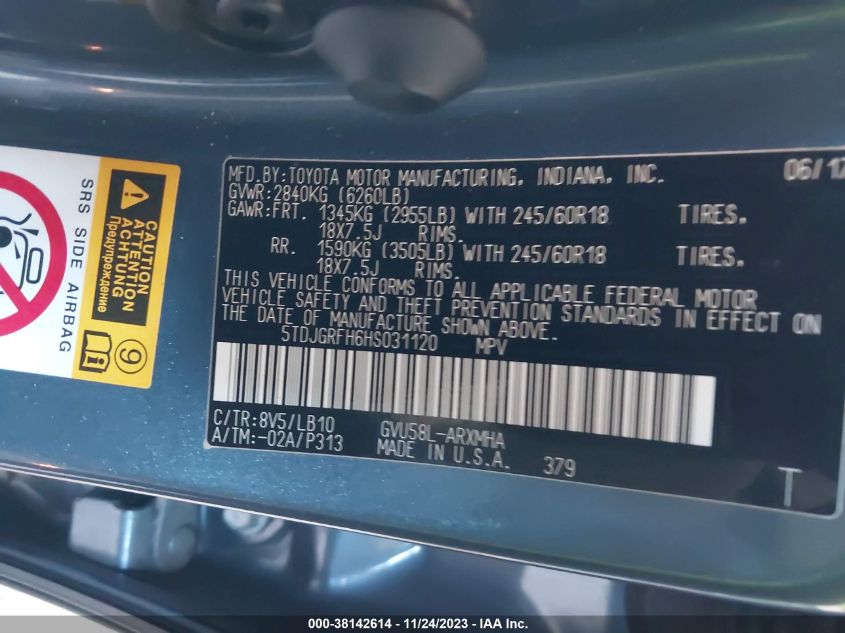 MFD.BY:TOYOTA MOTOR MANUFACTURING, INDIANA, INC. 06/17
GVWR:2840KG (6260LB)
GAWR:FRT. 1345KG (2955LB) WITH 245/60R18 TIRES.
18X7.5J RIMS.
RR. 1590KG (3505LB) WITH 245/60R18 TIRES.
18X7.5J RIMS.
THIS VEHICLE CONFORMS TO ALL APPLICABLE FEDERAL MOTOR
VEHICLE SAFETY AND THEFT PREVENTION STANDARDS IN EFFECT ON
THE DATE OF MANUFACTURE SHOWN ABOVE.
5TDJGRFH6HS031120 MPV
C/TR:8V5/LB10 GVU58L-ARXMHA
A/TM:-02A/P313 MADE IN U.S.A. 379
T
SRS SIDE AIRBAG
CAUTION
ATTENTION
ACHTUNG
Предупреждение
9
000-38142614 - 11/24/2023 - Copyright IAA, Inc.